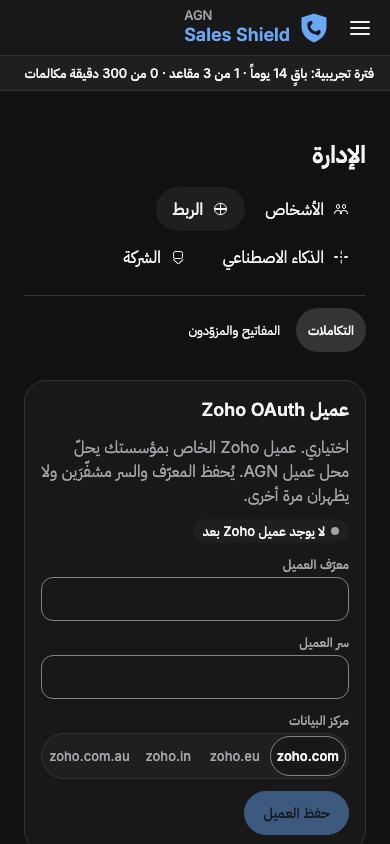 AGN
Sales Shield
فترة تجريبية: باقٍ 14 يوماً · 1 من 3 مقاعد · 0 من 300 دقيقة مكالمات
الإدارة
الأشخاص
الربط
الذكاء الاصطناعي
الشركة
التكاملات
المفاتيح والمزوّدون
عميل Zoho OAuth
اختياري. عميل Zoho الخاص بمؤسستك يحلّ
محل عميل AGN. يُحفظ المعرّف والسر مشفّرَين ولا
يظهران مرة أخرى.
لا يوجد عميل Zoho بعد
معرّف العميل
سر العميل
مركز البيانات
zoho.com
zoho.eu
zoho.in
zoho.com.au
حفظ العميل